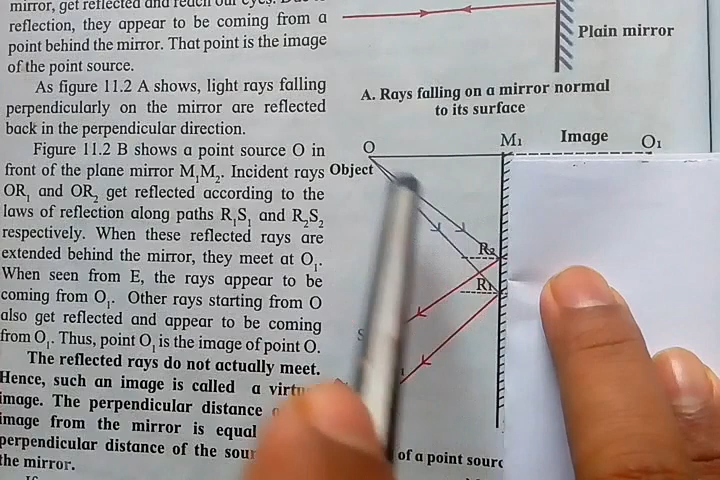 mirror, get reflected and reach our eyes. Due to
reflection, they appear to be coming from a
point behind the mirror. That point is the image
of the point source.
As figure 11.2 A shows, light rays falling
perpendicularly on the mirror are reflected
back in the perpendicular direction.
Figure 11.2 B shows a point source O in
front of the plane mirror M₁M₂. Incident rays
OR₁ and OR₂ get reflected according to the
laws of reflection along paths R₁S₁ and R₂S₂
respectively. When these reflected rays are
extended behind the mirror, they meet at O₁.
When seen from E, the rays appear to be
coming from O₁. Other rays starting from O
also get reflected and appear to be coming
from O₁. Thus, point O₁ is the image of point O.
The reflected rays do not actually meet.
Hence, such an image is called a
image. The perpendicular distance
image from the mirror is equal
perpendicular distance of the
the mirror.
Plain mirror
A. Rays falling on a mirror normal
to its surface
O
M₁
Image
O₁
Object
R₂
R₁
S
of a point